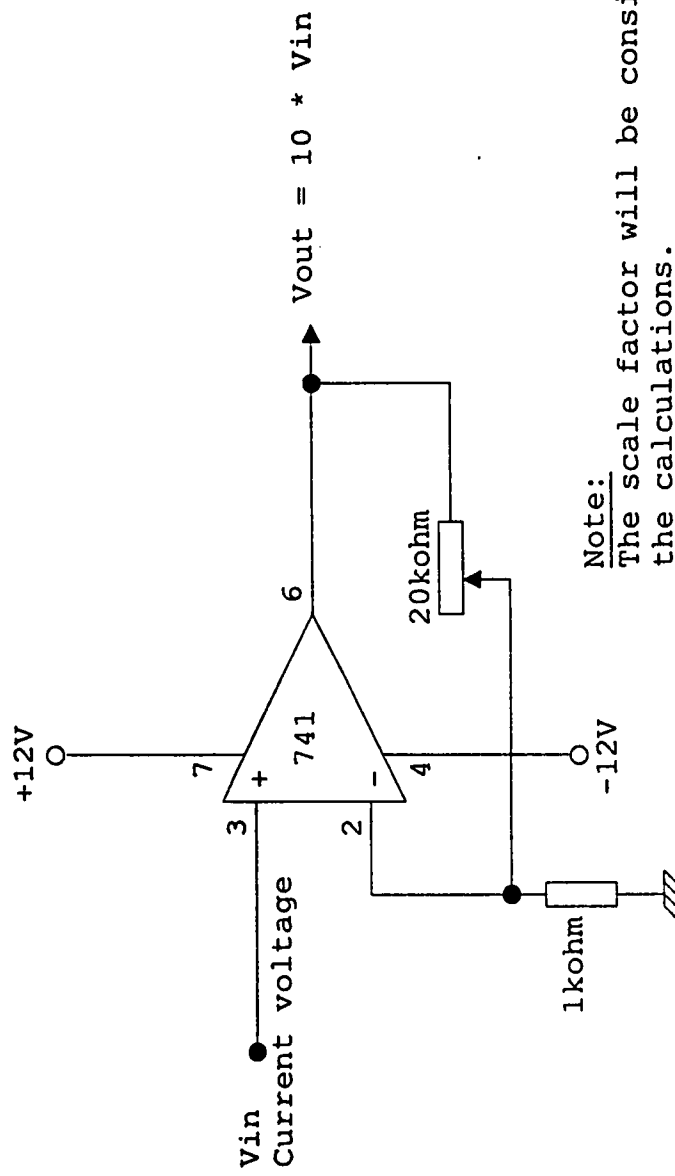 +12V
7
3
+
741
6
Vout = 10 * Vin
Vin
Current voltage
2
-
4
20kohm
-12V
1kohm
Note:
The scale factor will be
the calculations.